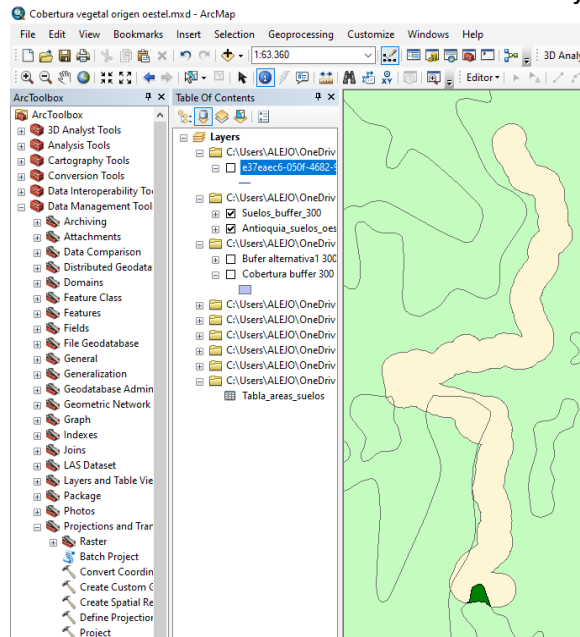 Cobertura vegetal origen oestel.mxd - ArcMap
File Edit View Bookmarks Insert Selection Geoprocessing Customize Windows Help
1:63.360 3D Analy
Editor
ArcToolbox
ArcToolbox
3D Analyst Tools
Analysis Tools
Cartography Tools
Conversion Tools
Data Interoperability Too
Data Management Tool
Archiving
Attachments
Data Comparison
Distributed Geodata
Domains
Feature Class
Features
Fields
File Geodatabase
General
Generalization
Geodatabase Admin
Geometric Network
Graph
Indexes
Joins
LAS Dataset
Layers and Table Vie
Package
Photos
Projections and Tran
Raster
Batch Project
Convert Coordin
Create Custom G
Create Spatial Re
Define Projection
Project
Table Of Contents
Layers
C:\Users\ALEJO\OneDriv
e37eaec6-050f-4682-9
C:\Users\ALEJO\OneDriv
Suelos_buffer_300
Antioquia_suelos_oes
C:\Users\ALEJO\OneDriv
Bufer alternativa1 300
Cobertura buffer 300
C:\Users\ALEJO\OneDriv
C:\Users\ALEJO\OneDriv
C:\Users\ALEJO\OneDriv
C:\Users\ALEJO\OneDriv
C:\Users\ALEJO\OneDriv
C:\Users\ALEJO\OneDriv
Tabla_areas_suelos